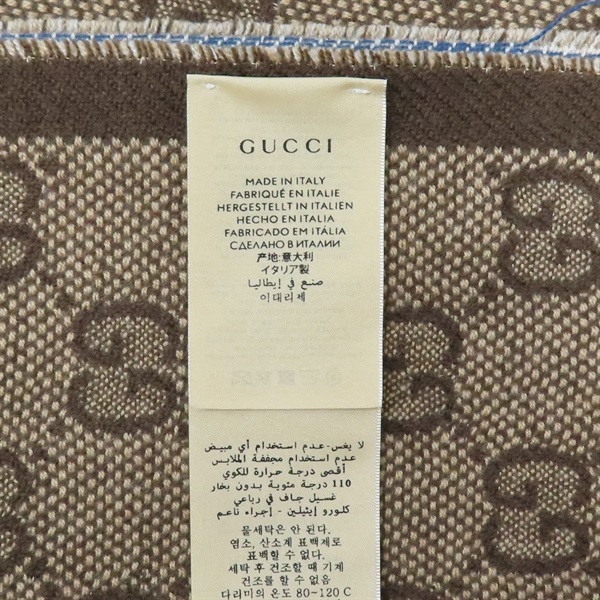 GUCCI
MADE IN ITALY
FABRIQUÉ EN ITALIE
HERGESTELLT IN ITALIEN
HECHO EN ITALIA
FABRICADO EM ITÁLIA
СДЕЛАНО В ИТАЛИИ
产地:意大利
イタリア製
صنع في إيطاليا
이태리제
لا يغس-عدم استخدام أي مبيض
عدم استخدام مجففة الملابس
أقصى درجة حرارة للكوي
110 درجة مئوية بدون بخار
غسيل جاف في رباعي
كلورو إيثيلين - إجراء ناعم
물세탁은 안 된다.
염소, 산소계 표백제로
표백할 수 없다.
세탁 후 건조할 때 기계
건조를 할 수 없음
다리미의 온도 80~120 C